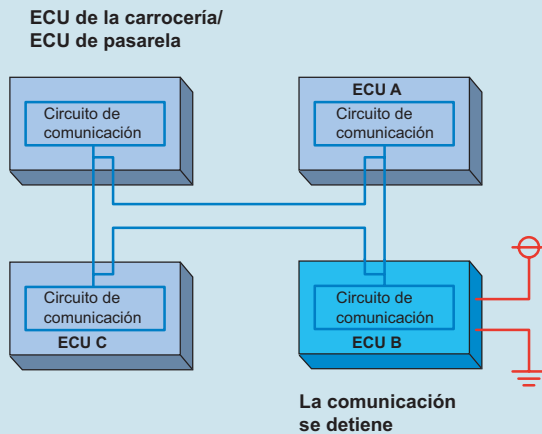 ECU de la carrocería/
ECU de pasarela
Circuito de
comunicación
ECU A
Circuito de
comunicación
Circuito de
comunicación
ECU C
Circuito de
comunicación
ECU B
La comunicación
se detiene